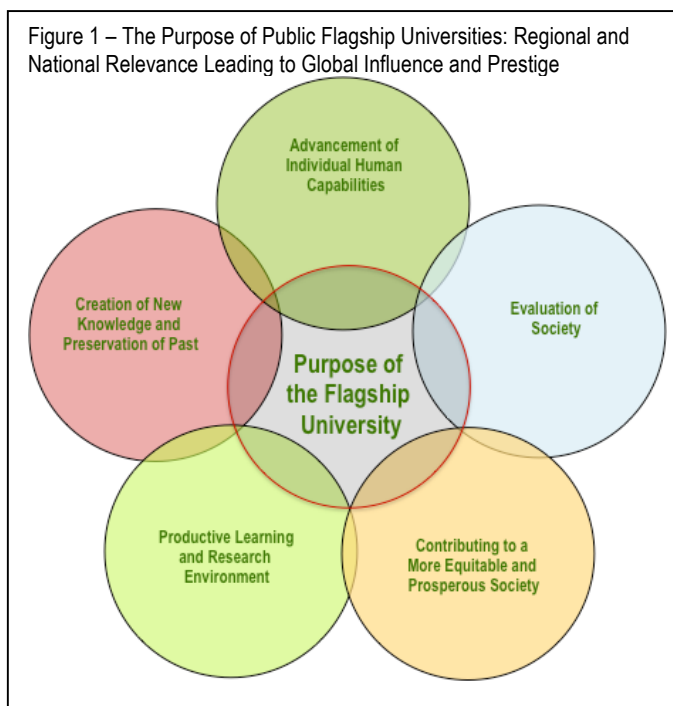 Figure 1 – The Purpose of Public Flagship Universities: Regional and
National Relevance Leading to Global Influence and Prestige
Advancement of
Individual Human
Capabilities
Creation of New
Knowledge and
Preservation of Past
Evaluation of
Society
Purpose of
the Flagship
University
Productive Learning
and Research
Environment
Contributing to a
More Equitable and
Prosperous Society